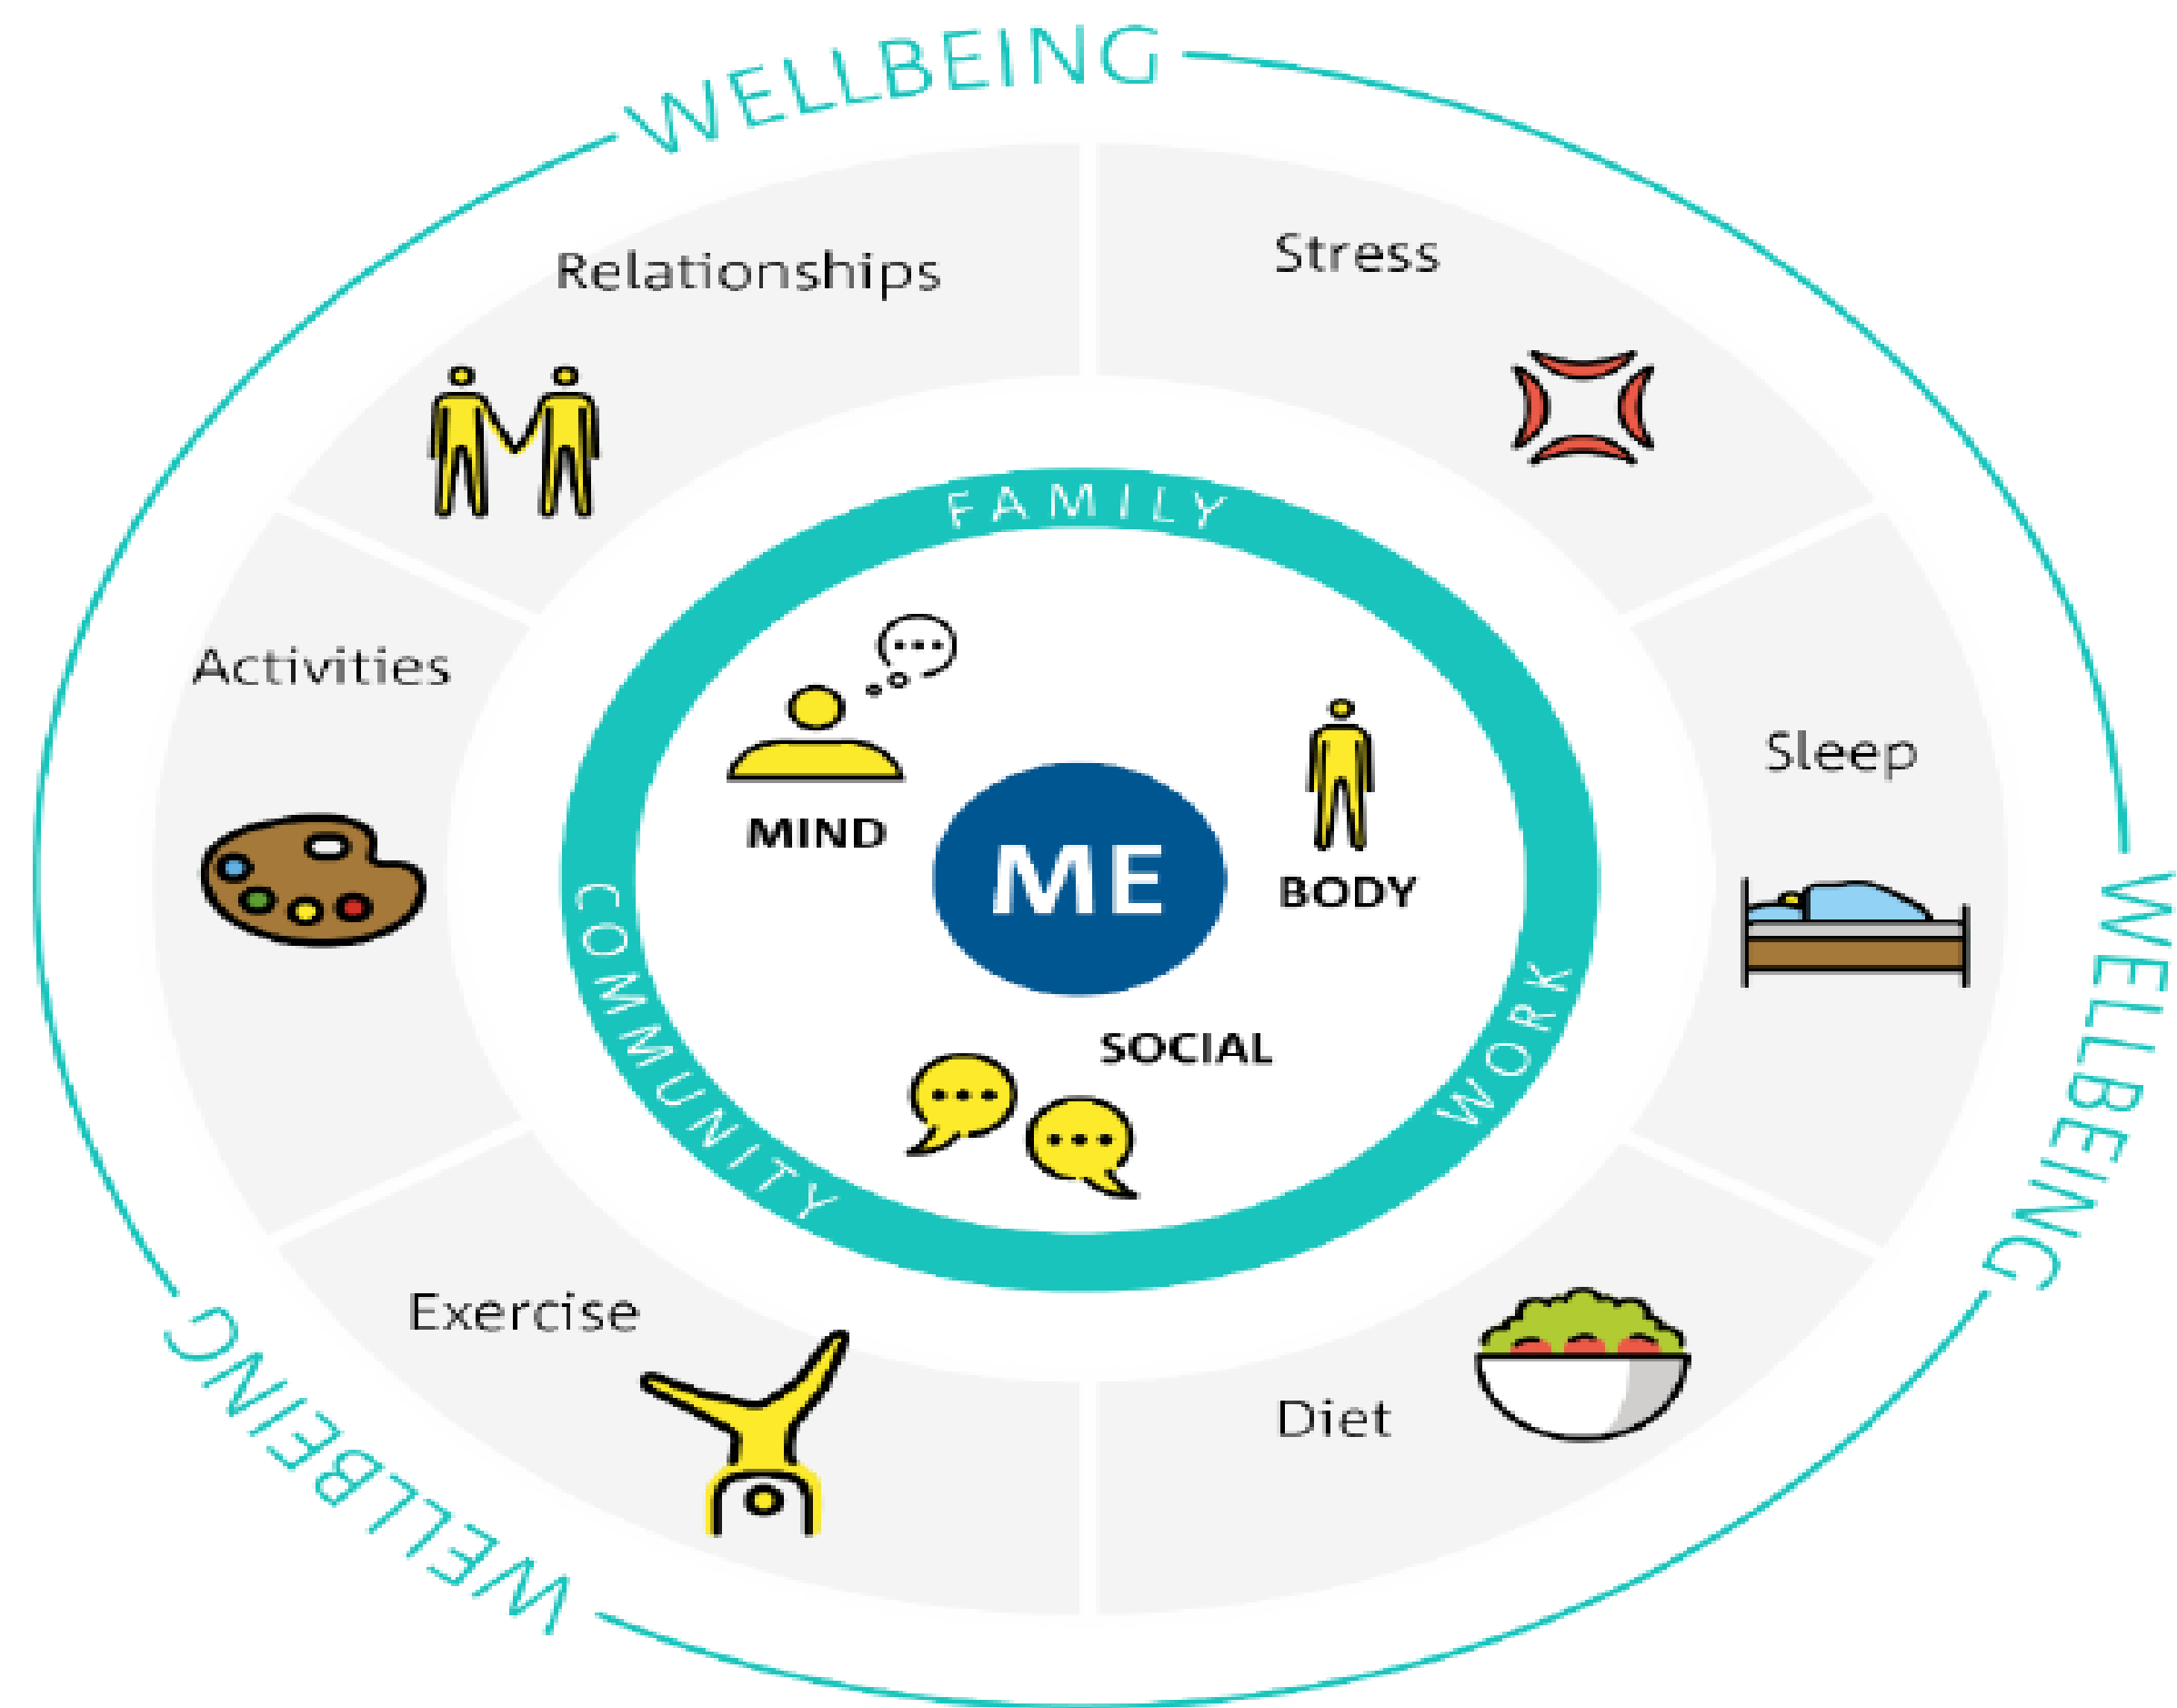 WELLBEING
Relationships
Stress
FAMILY
Activities
Sleep
MIND
BODY
ME
COMMUNITY
WORK
SOCIAL
WELLBEING
Exercise
Diet
WELLBEING